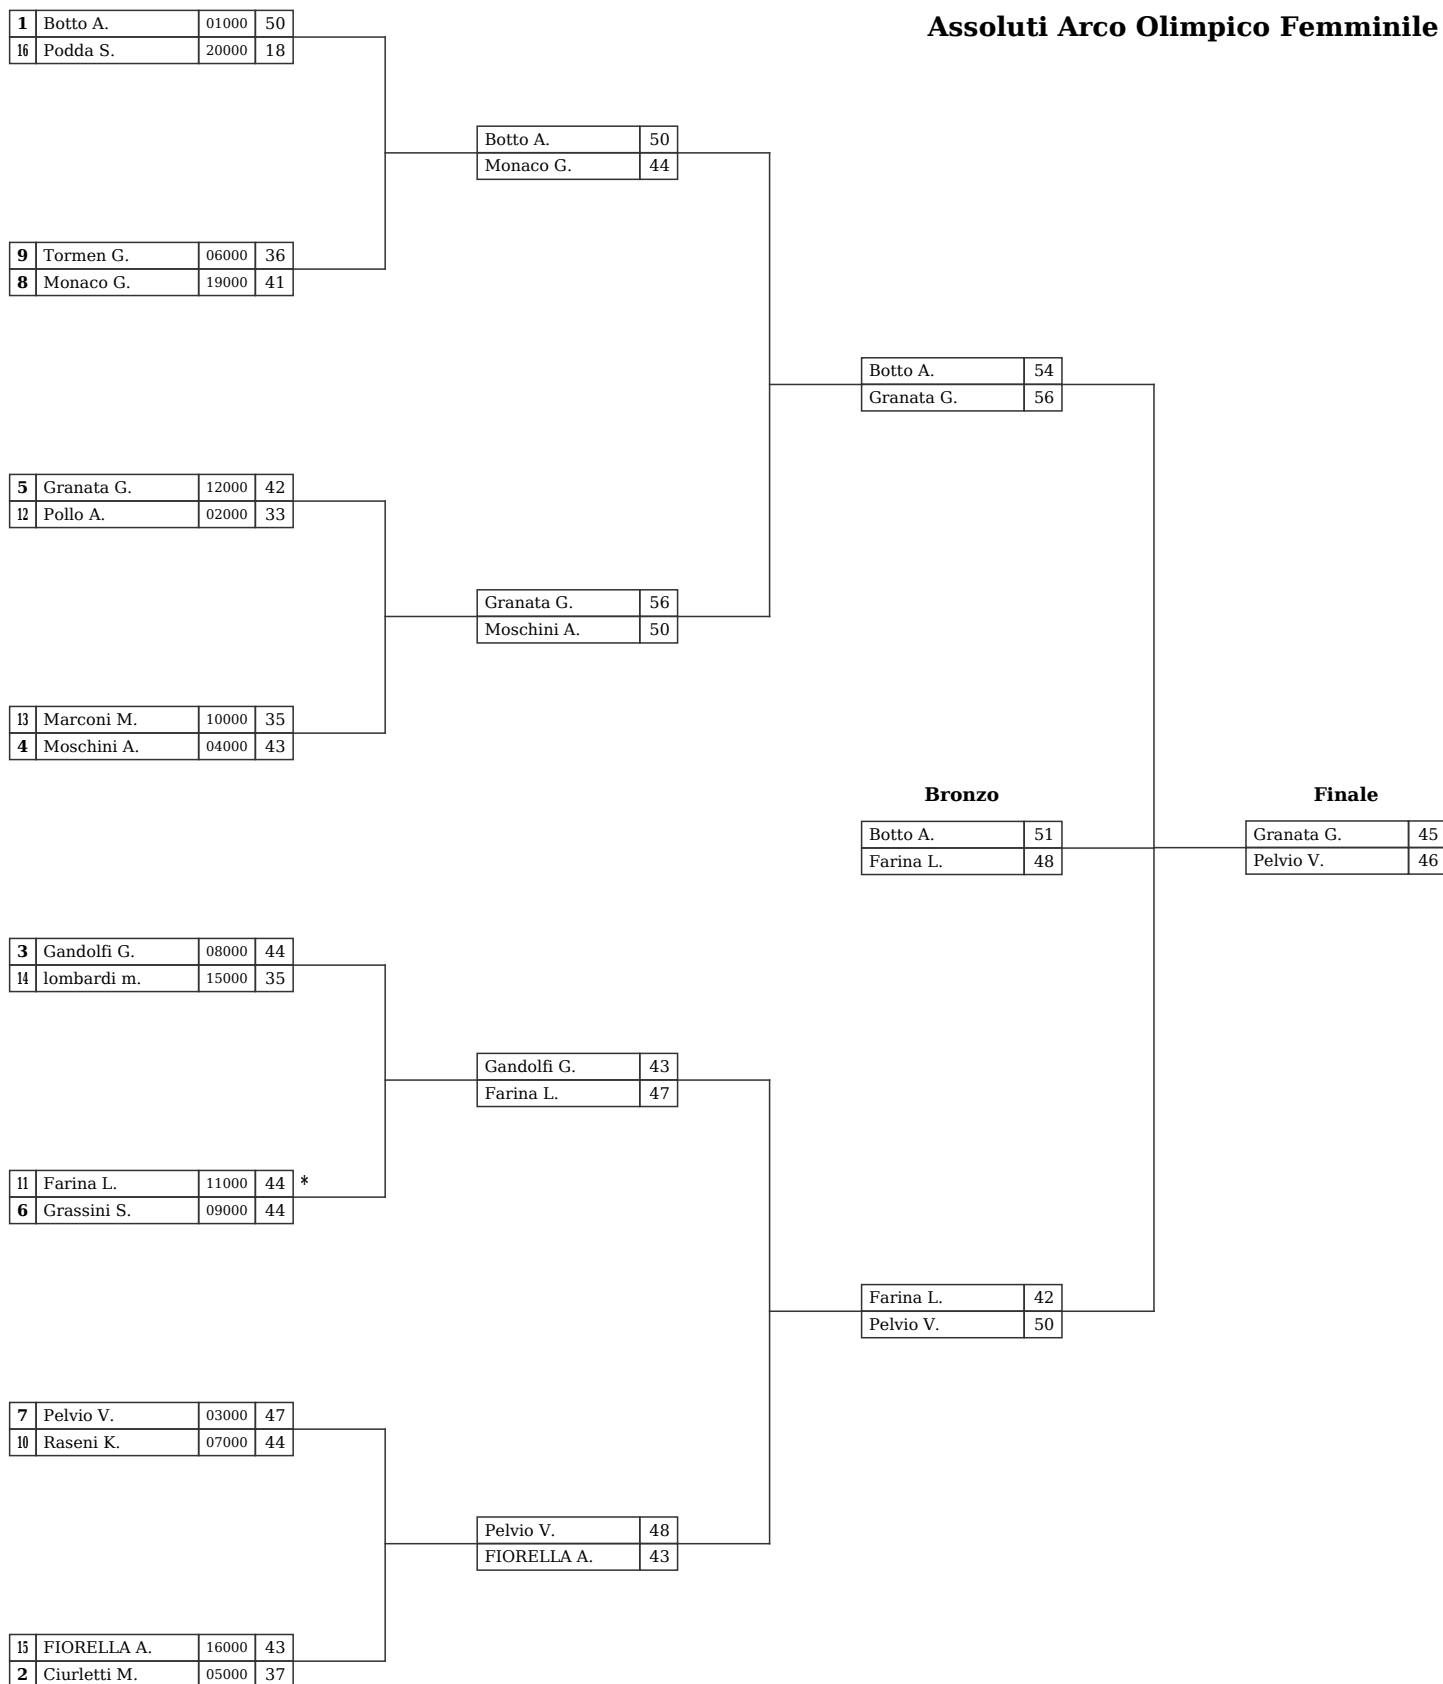 Assoluti Arco Olimpico Femminile
1 Botto A. 01000 50
16 Podda S. 20000 18
Botto A. 50
Monaco G. 44
9 Tormen G. 06000 36
8 Monaco G. 19000 41
Botto A. 54
Granata G. 56
5 Granata G. 12000 42
12 Pollo A. 02000 33
Granata G. 56
Moschini A. 50
13 Marconi M. 10000 35
4 Moschini A. 04000 43
Bronzo
Finale
Botto A. 51
Farina L. 48
Granata G. 45
Pelvio V. 46
3 Gandolfi G. 08000 44
14 lombardi m. 15000 35
Gandolfi G. 43
Farina L. 47
11 Farina L. 11000 44 *
6 Grassini S. 09000 44
Farina L. 42
Pelvio V. 50
7 Pelvio V. 03000 47
10 Raseni K. 07000 44
Pelvio V. 48
FIORELLA A. 43
15 FIORELLA A. 16000 43
2 Ciurletti M. 05000 37